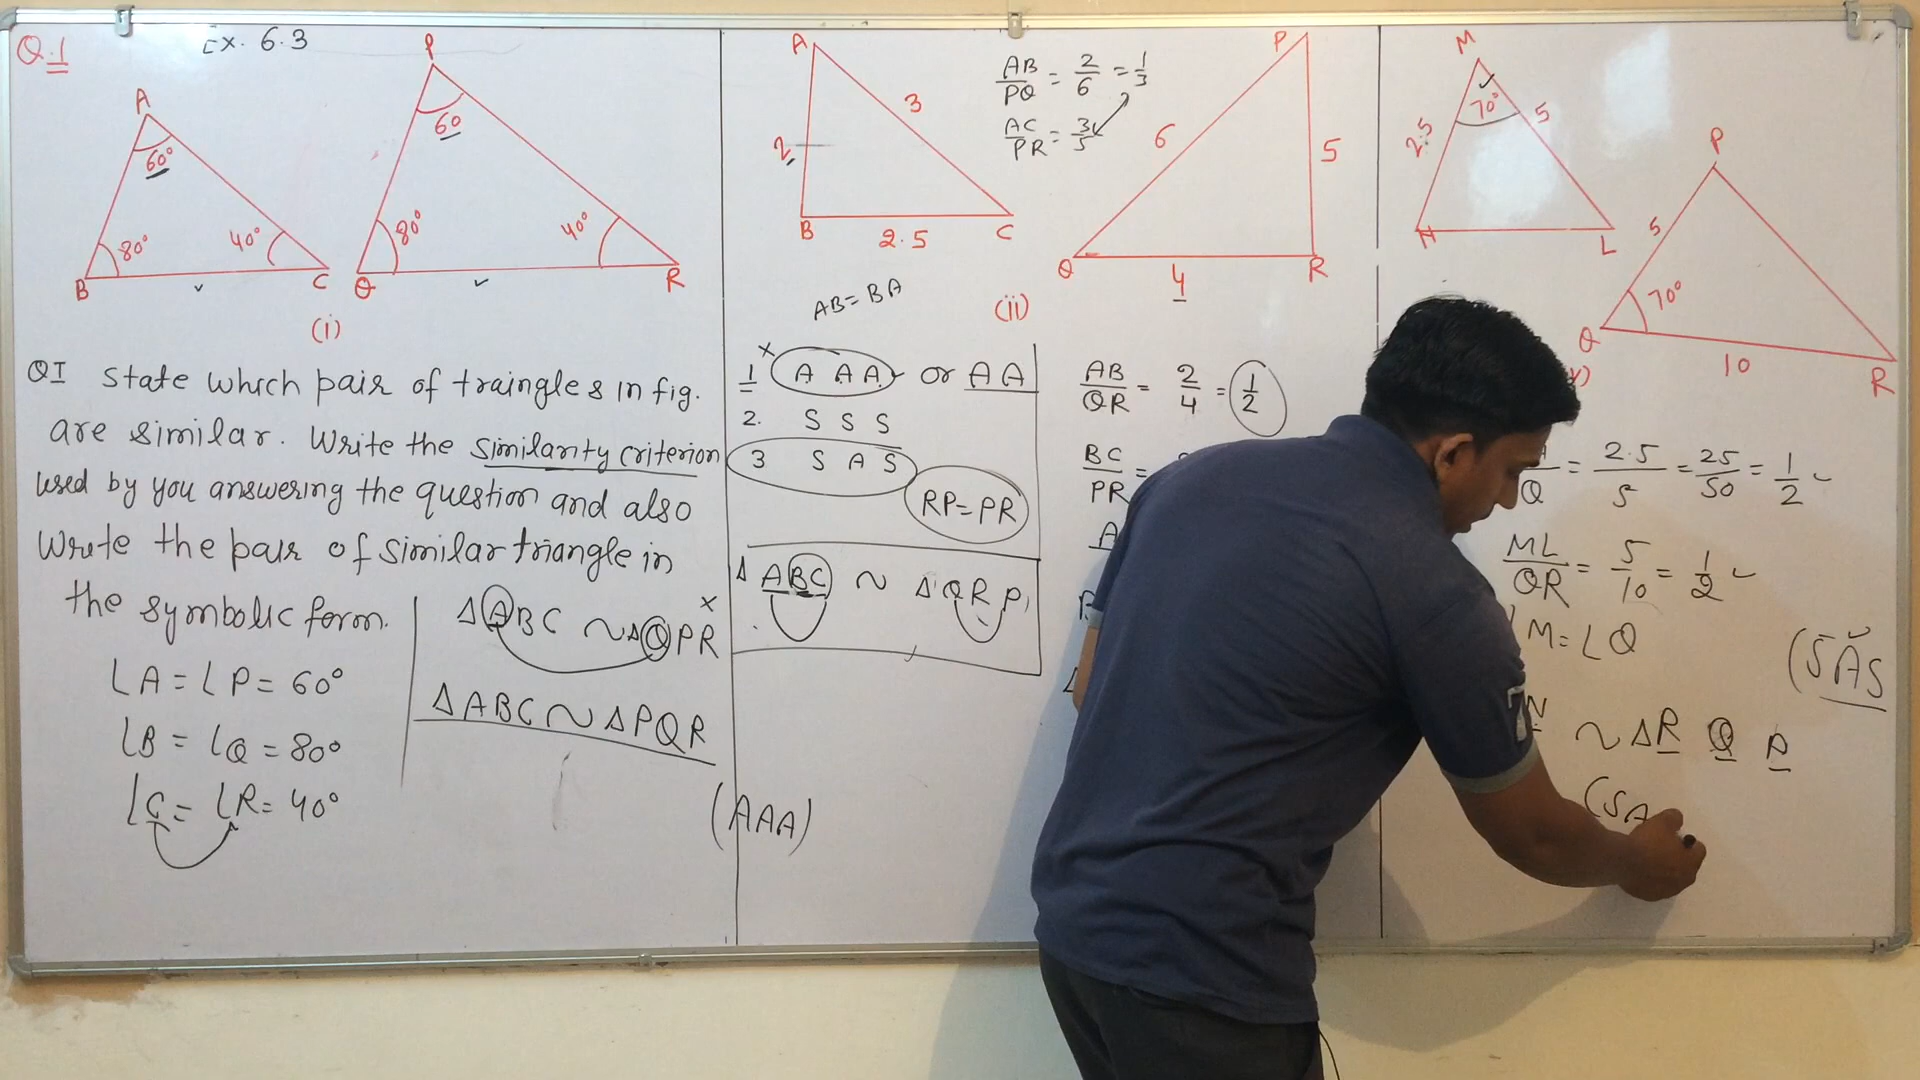 Q.1
Ex. 6.3
A
60°
80°
40°
B
C
P
60
80°
40°
Q
R
(i)
Q1 State which pair of traingles in fig.
are similar. Write the similarity criterion
used by you answering the question and also
Write the pair of similar triangle in
the symbolic form.
∠A = ∠P = 60°
∠B = ∠Q = 80°
∠C = ∠R = 40°
ΔABC ~ ΔQPR ×
ΔABC ~ ΔPQR
(AAA)
A
3
2
B
2.5
C
AB/PQ = 2/6 = 1/3
AC/PR = 3/5
P
6
5
Q
4
R
AB = BA
(ii)
1 × AAA or AA
2. S S S
3 S A S
RP = PR
ΔABC ~ ΔQRP
AB/QR = 2/4 = 1/2
BC/PR =
M
70°
2.5
5
N
L
P
5
70°
Q
10
R
Q = 2.5/5 = 25/50 = 1/2
ML/QR = 5/10 = 1/2
∠M = ∠Q
(SAS
N ~ ΔR Q P
(SA